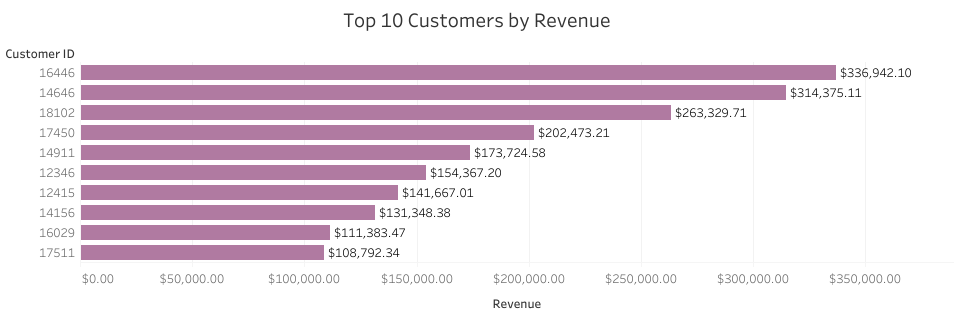 Top 10 Customers by Revenue
Customer ID
16446 $336,942.10
14646 $314,375.11
18102 $263,329.71
17450 $202,473.21
14911 $173,724.58
12346 $154,367.20
12415 $141,667.01
14156 $131,348.38
16029 $111,383.47
17511 $108,792.34
$0.00 $50,000.00 $100,000.00 $150,000.00 $200,000.00 $250,000.00 $300,000.00 $350,000.00
Revenue